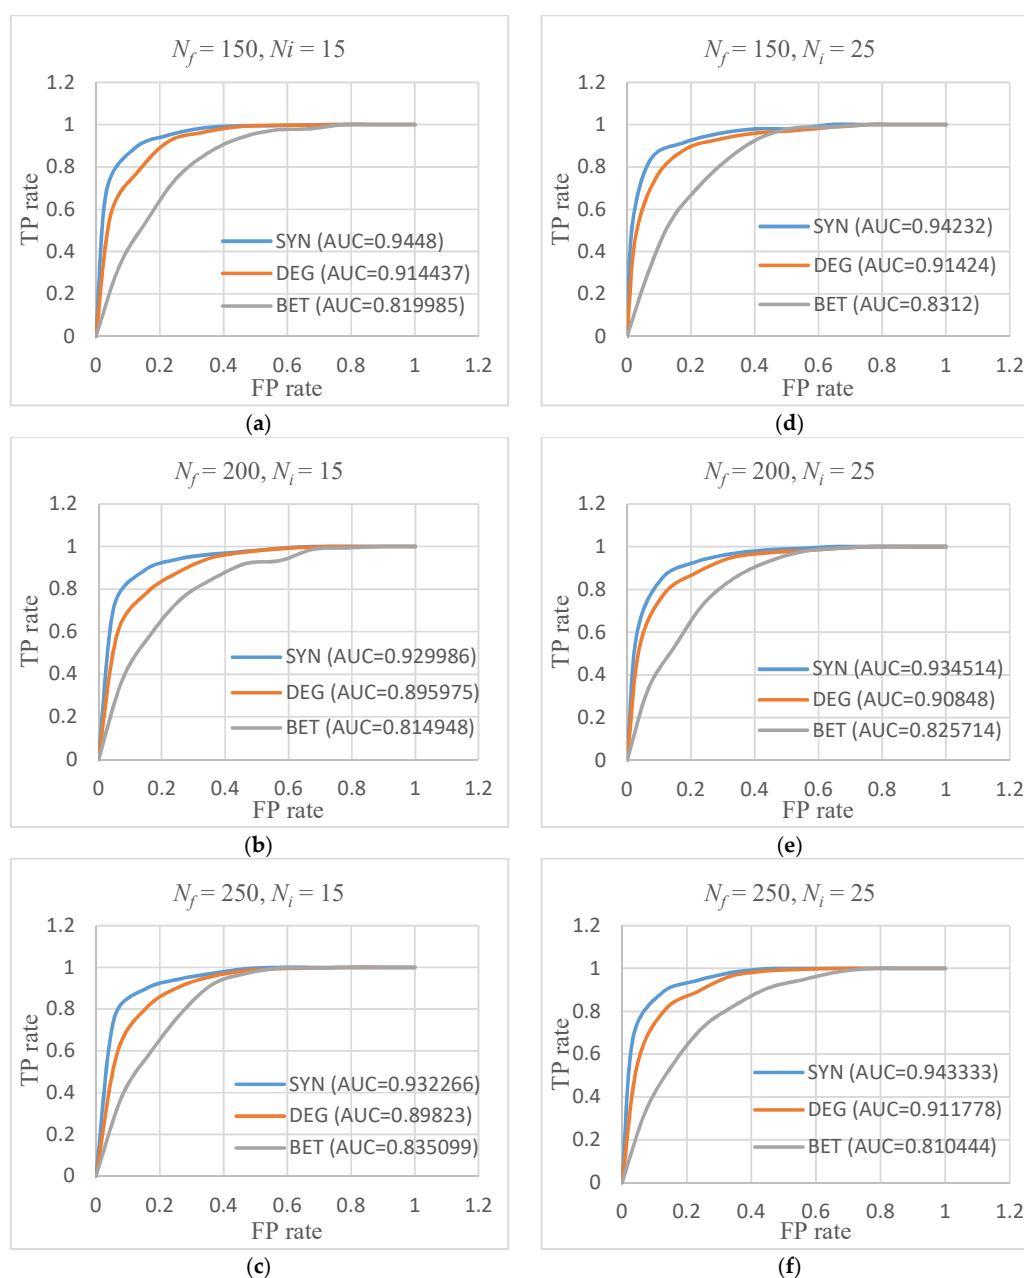 N_f = 150, Ni = 15
1.2
1
0.8
0.6
0.4
0.2
0
TP rate
SYN (AUC=0.9448)
DEG (AUC=0.914437)
BET (AUC=0.819985)
0 0.2 0.4 0.6 0.8 1 1.2
FP rate
(a)
N_f = 150, N_i = 25
1.2
1
0.8
0.6
0.4
0.2
0
TP rate
SYN (AUC=0.94232)
DEG (AUC=0.91424)
BET (AUC=0.8312)
0 0.2 0.4 0.6 0.8 1 1.2
FP rate
(d)
N_f = 200, N_i = 15
1.2
1
0.8
0.6
0.4
0.2
0
TP rate
SYN (AUC=0.929986)
DEG (AUC=0.895975)
BET (AUC=0.814948)
0 0.2 0.4 0.6 0.8 1 1.2
FP rate
(b)
N_f = 200, N_i = 25
1.2
1
0.8
0.6
0.4
0.2
0
TP rate
SYN (AUC=0.934514)
DEG (AUC=0.90848)
BET (AUC=0.825714)
0 0.2 0.4 0.6 0.8 1 1.2
FP rate
(e)
N_f = 250, N_i = 15
1.2
1
0.8
0.6
0.4
0.2
0
TP rate
SYN (AUC=0.932266)
DEG (AUC=0.89823)
BET (AUC=0.835099)
0 0.2 0.4 0.6 0.8 1 1.2
FP rate
(c)
N_f = 250, N_i = 25
1.2
1
0.8
0.6
0.4
0.2
0
TP rate
SYN (AUC=0.943333)
DEG (AUC=0.911778)
BET (AUC=0.810444)
0 0.2 0.4 0.6 0.8 1 1.2
FP rate
(f)